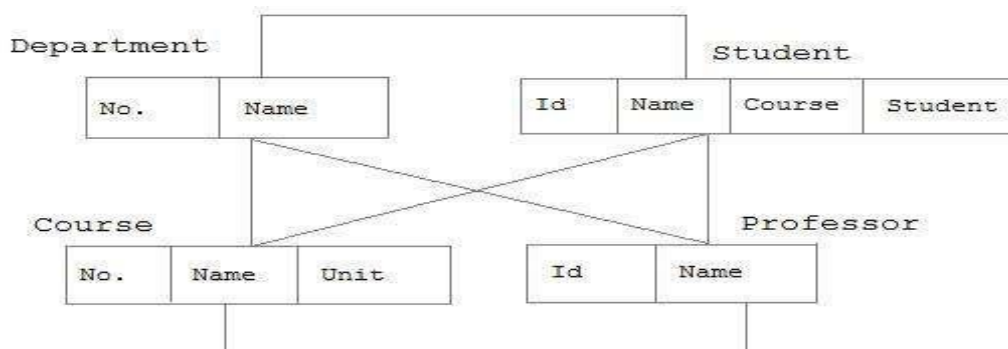 Department
Student
No. Name
Id Name Course Student
Course
Professor
No. Name Unit
Id Name